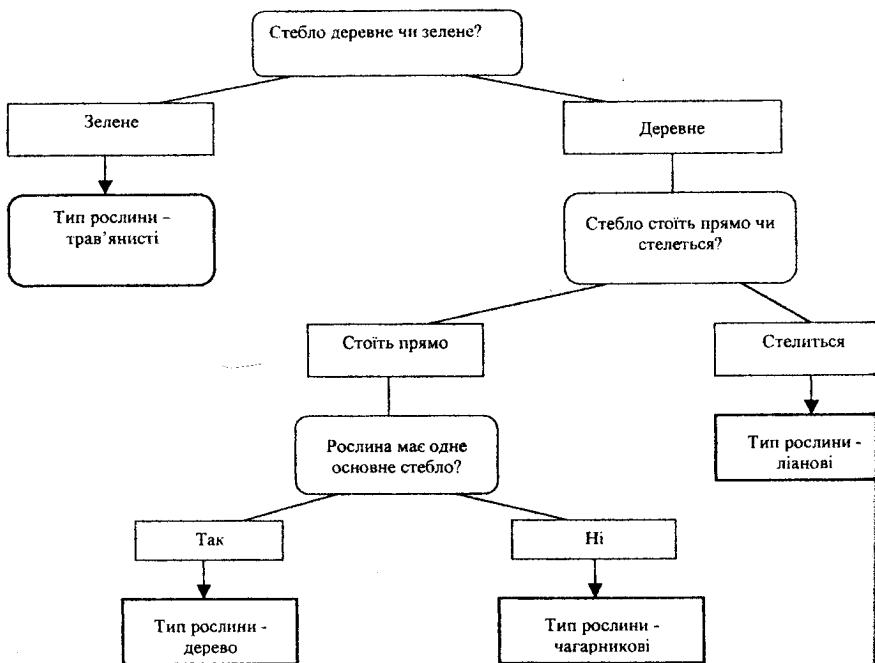 Стебло деревне чи зелене?
Зелене
Деревне
Тип рослини –
трав'янисті
Стебло стоїть прямо чи
стелеться?
Стоїть прямо
Стелиться
Рослина має одне
основне стебло?
Тип рослини -
ліанові
Так
Ні
Тип рослини -
дерево
Тип рослини -
чагарникові